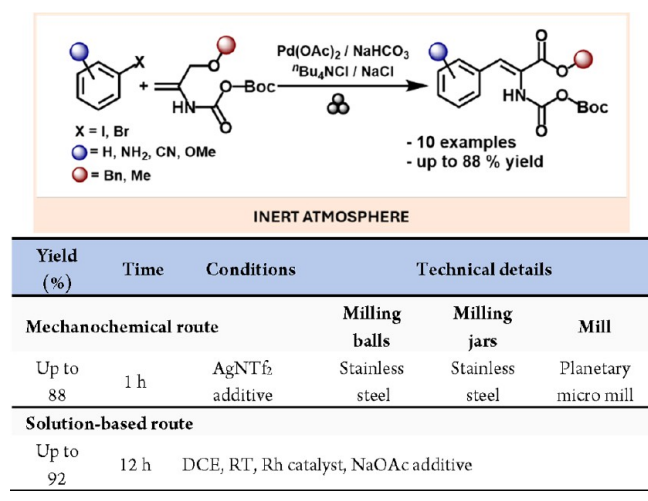 X
O
Pd(OAc)2 / NaHCO3
nBu4NCl / NaCl
+
HN
O
Boc
O
O
O
NH
O
Boc
O
X = I, Br
= H, NH2, CN, OMe
= Bn, Me
- 10 examples
- up to 88 % yield
INERT ATMOSPHERE
Yield (%) Time Conditions Technical details
Mechanochemical route Milling balls Milling jars Mill
Up to 88 1 h AgNTf2 additive Stainless steel Stainless steel Planetary micro mill
Solution-based route
Up to 92 12 h DCE, RT, Rh catalyst, NaOAc additive